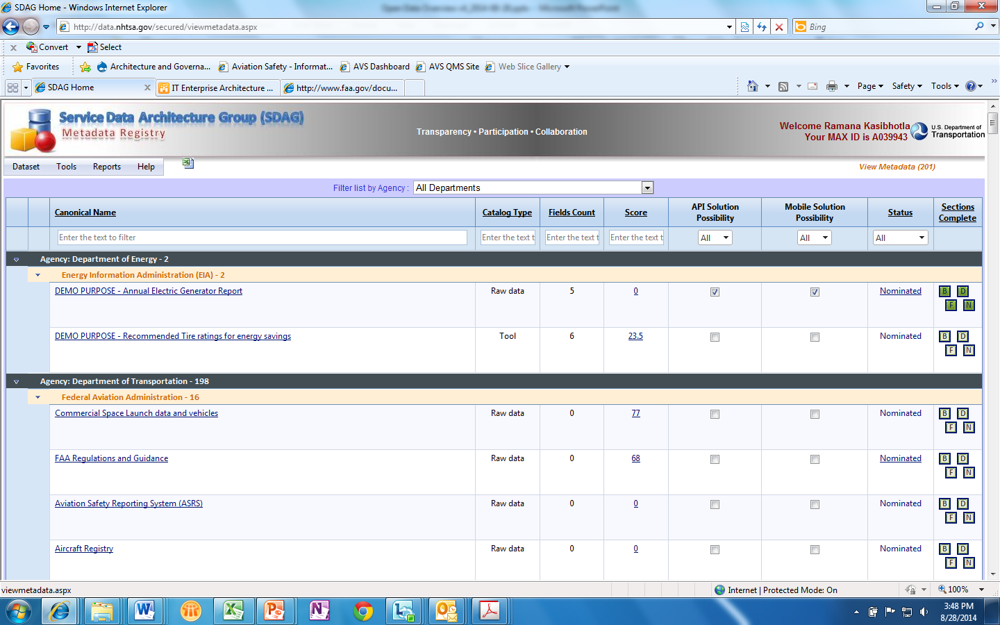 SDAG Home - Windows Internet Explorer
Open Data Overview
Microsoft PowerPoint
http://data.nhtsa.gov/secured/viewmetadata.aspx
Bing
x Convert Select
Favorites Architecture and Governa... Aviation Safety - Informat... AVS Dashboard AVS QMS Site Web Slice Gallery
SDAG Home x IT Enterprise Architecture ... http://www.faa.gov/docu... Page Safety Tools »
Service Data Architecture Group (SDAG)
Metadata Registry
Transparency • Participation • Collaboration
Welcome Ramana Kasibhotla
Your MAX ID is A039943
U.S. Department of
Transportation
Dataset Tools Reports Help
View Metadata (201)
Filter list by Agency : All Departments
Canonical Name Catalog Type Fields Count Score API Solution Possibility Mobile Solution Possibility Status Sections Complete
Enter the text to filter Enter the text t Enter the text t Enter the text t All All All
Agency: Department of Energy - 2
Energy Information Administration (EIA) - 2
DEMO PURPOSE - Annual Electric Generator Report Raw data 5 0 Nominated B D
F N
DEMO PURPOSE - Recommended Tire ratings for energy savings Tool 6 23.5 Nominated B D
F N
Agency: Department of Transportation - 198
Federal Aviation Administration - 16
Commercial Space Launch data and vehicles Raw data 0 77 Nominated B D
F N
FAA Regulations and Guidance Raw data 0 68 Nominated B D
F N
Aviation Safety Reporting System (ASRS) Raw data 0 0 Nominated B D
F N
Aircraft Registry Raw data 0 0 Nominated B D
F N
viewmetadata.aspx Internet | Protected Mode: On 100%
3:48 PM
8/28/2014